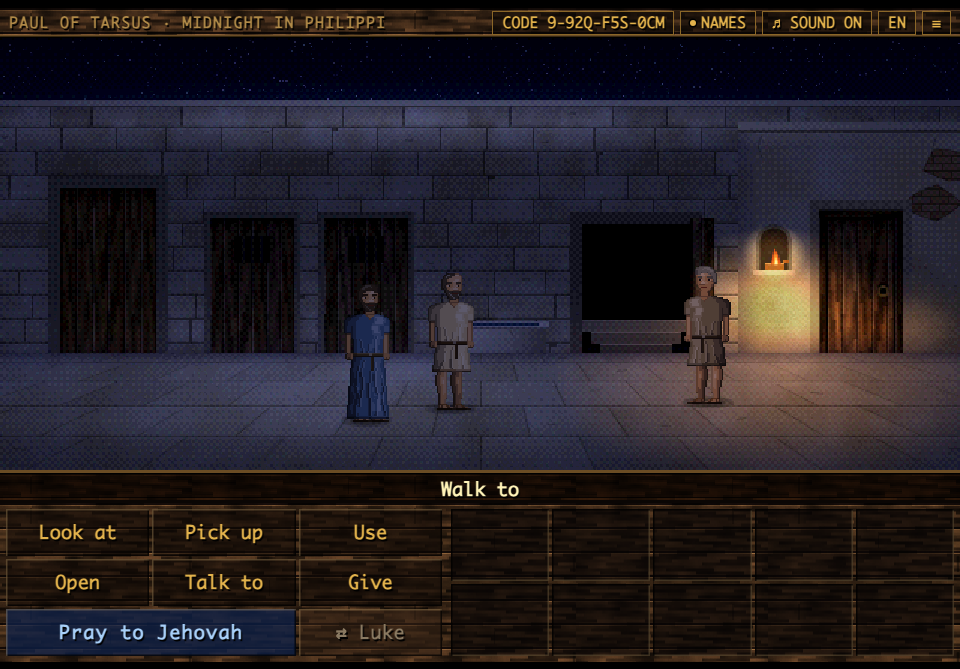 PAUL OF TARSUS · MIDNIGHT IN PHILIPPI
CODE 9-92Q-F5S-0CM
• NAMES
♬ SOUND ON
EN
≡
Walk to
Look at
Pick up
Use
Open
Talk to
Give
Pray to Jehovah
⇄ Luke